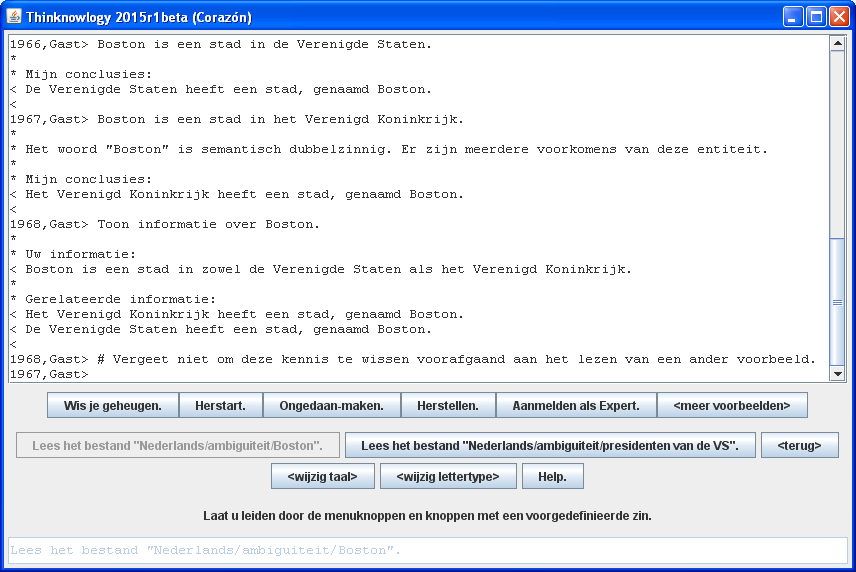 Thinknowlogy 2015r1beta (Corazón)
1966,Gast> Boston is een stad in de Verenigde Staten.
*
* Mijn conclusies:
< De Verenigde Staten heeft een stad, genaamd Boston.
<
1967,Gast> Boston is een stad in het Verenigd Koninkrijk.
*
* Het woord "Boston" is semantisch dubbelzinnig. Er zijn meerdere voorkomens van deze entiteit.
*
* Mijn conclusies:
< Het Verenigd Koninkrijk heeft een stad, genaamd Boston.
<
1968,Gast> Toon informatie over Boston.
*
* Uw informatie:
< Boston is een stad in zowel de Verenigde Staten als het Verenigd Koninkrijk.
*
* Gerelateerde informatie:
< Het Verenigd Koninkrijk heeft een stad, genaamd Boston.
< De Verenigde Staten heeft een stad, genaamd Boston.
<
1968,Gast> # Vergeet niet om deze kennis te wissen voorafgaand aan het lezen van een ander voorbeeld.
1967,Gast>
Wis je geheugen. Herstart. Ongedaan-maken. Herstellen. Aanmelden als Expert. <meer voorbeelden>
Lees het bestand "Nederlands/ambiguiteit/Boston". Lees het bestand "Nederlands/ambiguiteit/presidenten van de VS". <terug>
<wijzig taal> <wijzig lettertype> Help.
Laat u leiden door de menuknoppen en knoppen met een voorgedefinieerde zin.
Lees het bestand "Nederlands/ambiguiteit/Boston".